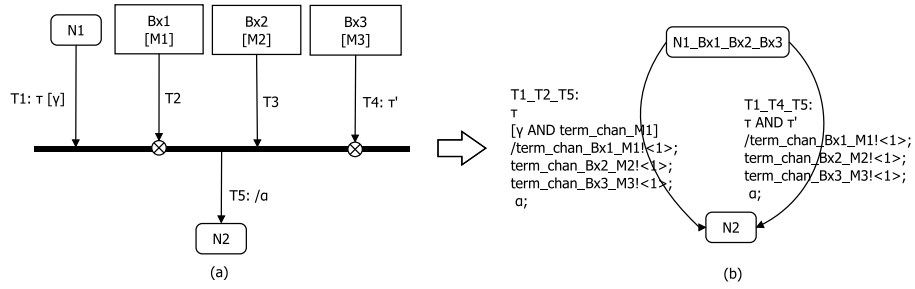 N1
Bx1
[M1]
Bx2
[M2]
Bx3
[M3]
T1: τ [γ]
T2
T3
T4: τ'
T5: /α
N2
(a)
N1_Bx1_Bx2_Bx3
T1_T2_T5:
τ
[γ AND term_chan_M1]
/term_chan_Bx1_M1!<1>;
term_chan_Bx2_M2!<1>;
term_chan_Bx3_M3!<1>;
α;
T1_T4_T5:
τ AND τ'
/term_chan_Bx1_M1!<1>;
term_chan_Bx2_M2!<1>;
term_chan_Bx3_M3!<1>;
α;
N2
(b)